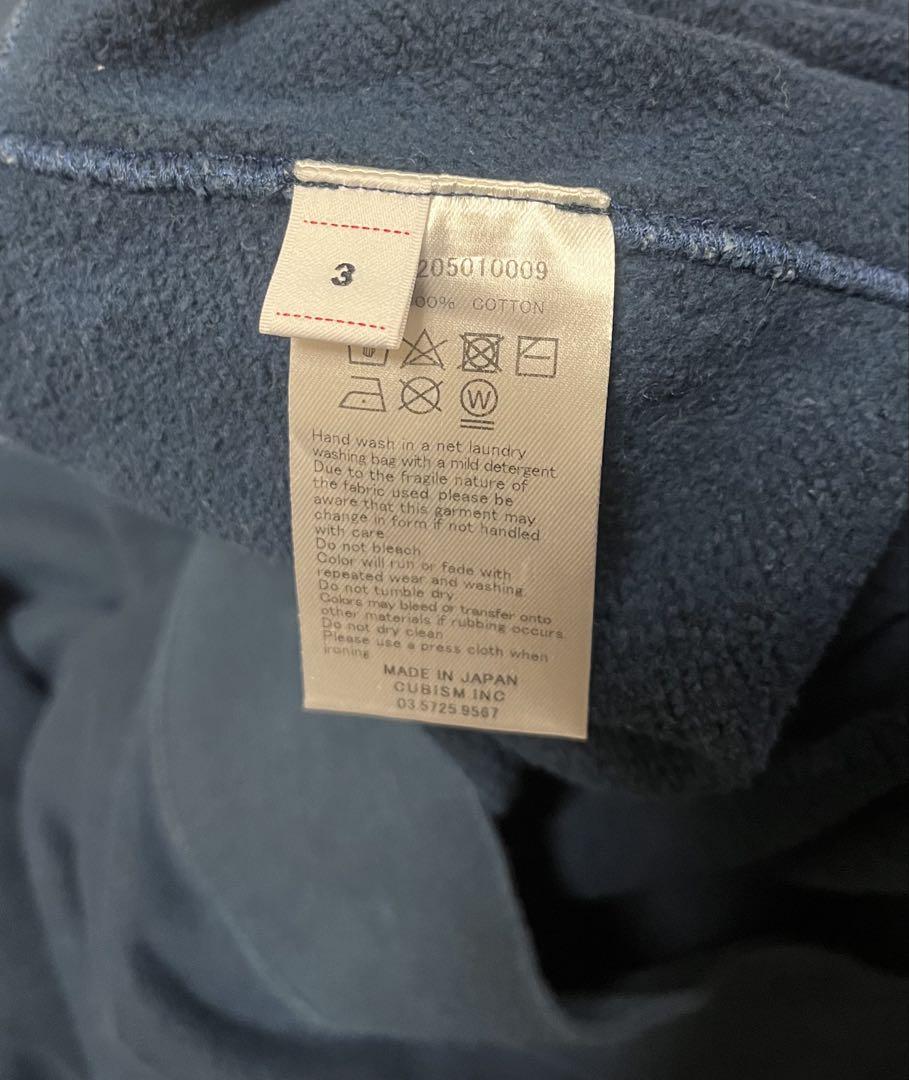 3
205010009
00% COTTON
W
Hand wash in a net laundry
washing bag with a mild detergent
Due to the fragile nature of
the fabric used, please be
aware that this garment may
change in form if not handled
with care
Do not bleach
Color will run or fade with
repeated wear and washing.
Do not tumble dry
Colors may bleed or transfer onto
other materials if rubbing occurs.
Do not dry clean
Please use a press cloth when
ironing
MADE IN JAPAN
CUBISM INC
03 5725 9567